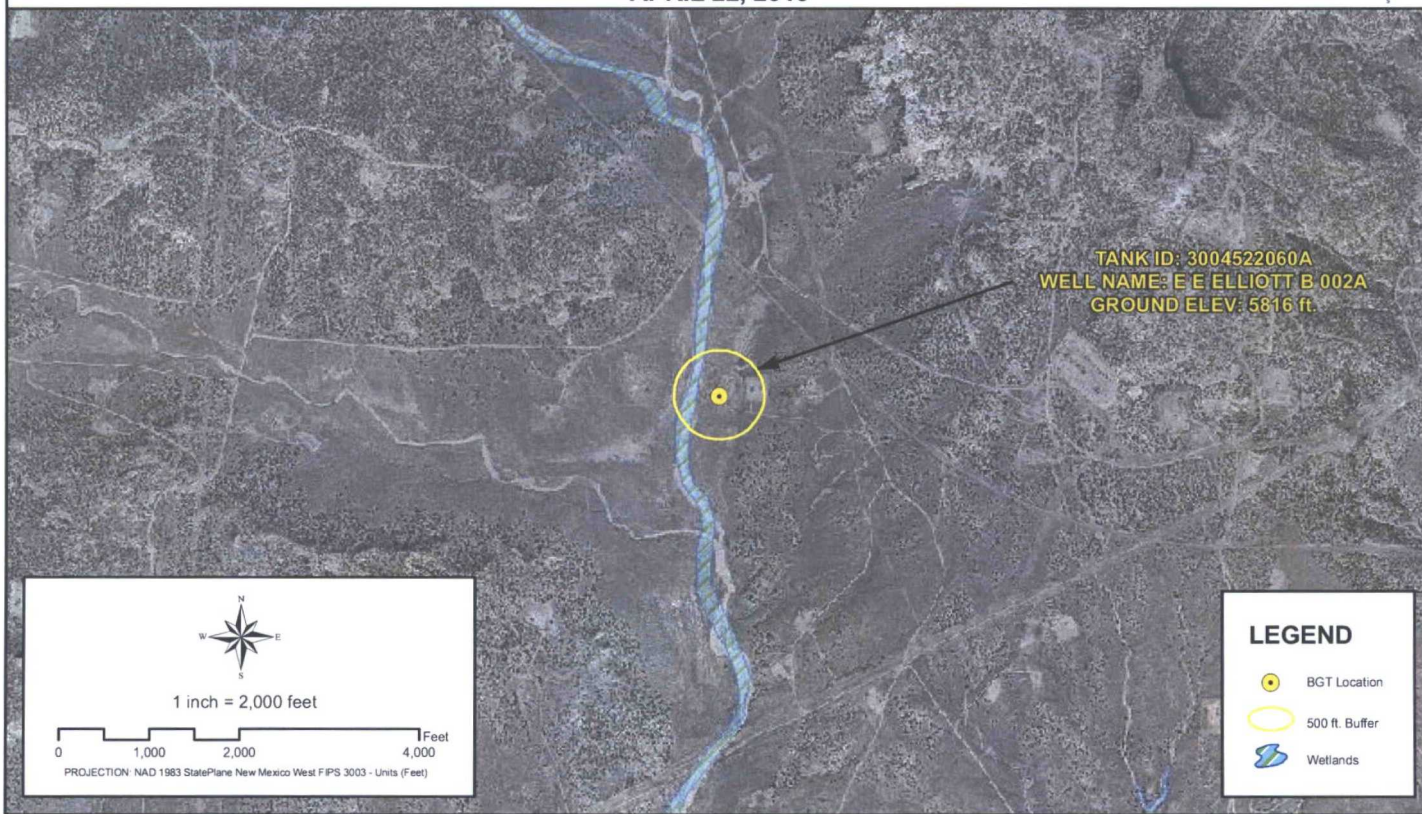 TANK ID: 3004522060A
WELL NAME: E E ELLIOTT B 002A
GROUND ELEV: 5816 ft.
N
W E
S
1 inch = 2,000 feet
Feet
0 1,000 2,000 4,000
PROJECTION: NAD 1983 StatePlane New Mexico West FIPS 3003 - Units (Feet)
LEGEND
BGT Location
500 ft. Buffer
Wetlands